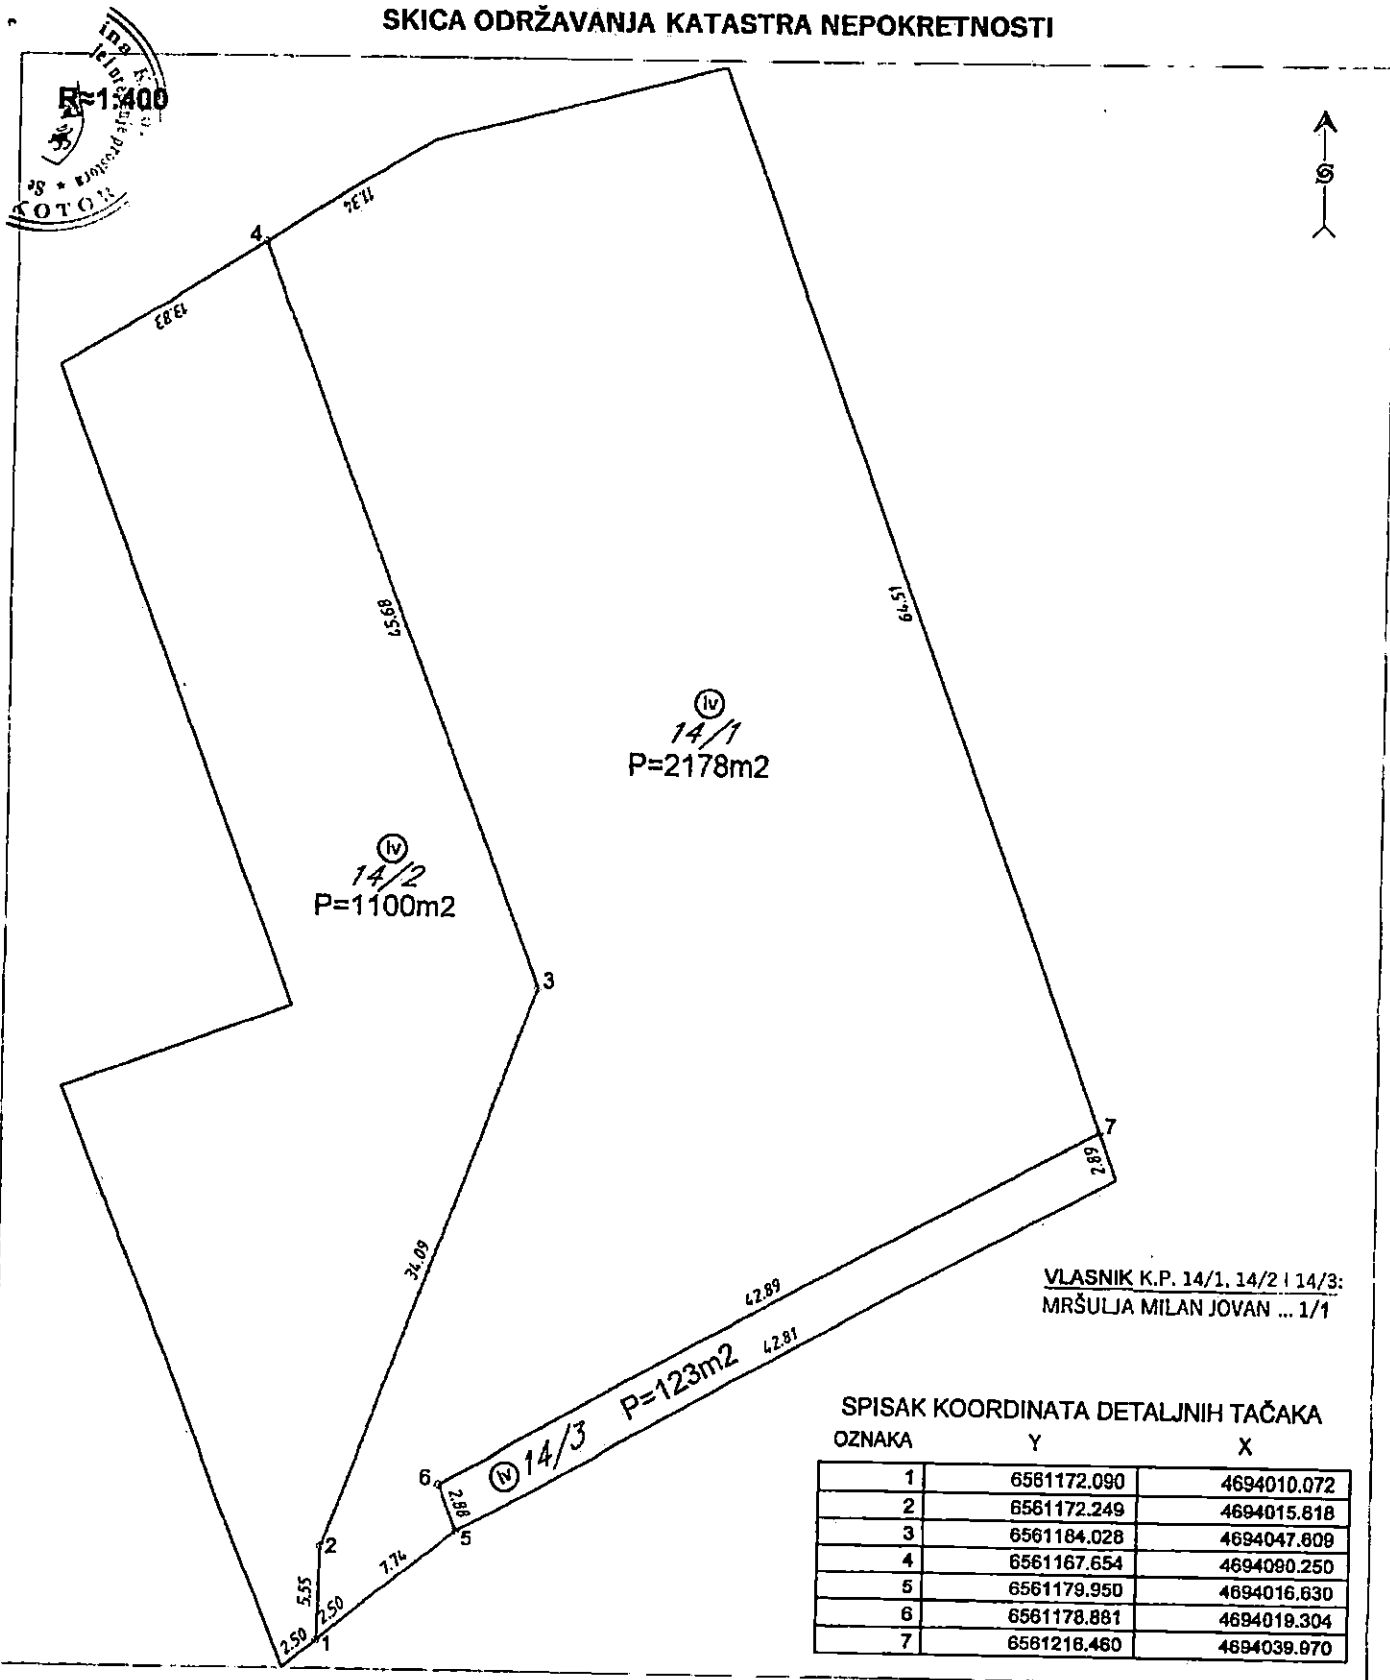 SKICA ODRŽAVANJA KATASTRA NEPOKRETNOSTI
R=1:400
KOTOR
4
11.34
13.83
45.68
iv
14/1
P=2178m2
iv
14/2
P=1100m2
3
7
2.89
34.09
42.89
42.81
VLASNIK K.P. 14/1, 14/2 I 14/3:
MRŠULJA MILAN JOVAN ... 1/1
iv 14/3 P=123m2
6
2.88
5
2
7.74
5.55
2.50
2.50
1
SPISAK KOORDINATA DETALJNIH TAČAKA
OZNAKA Y X
1 6561172.090 4694010.072
2 6561172.249 4694015.618
3 6561184.028 4694047.609
4 6561167.654 4694090.250
5 6561179.950 4694016.630
6 6561178.881 4694019.304
7 6561216.460 4694039.970